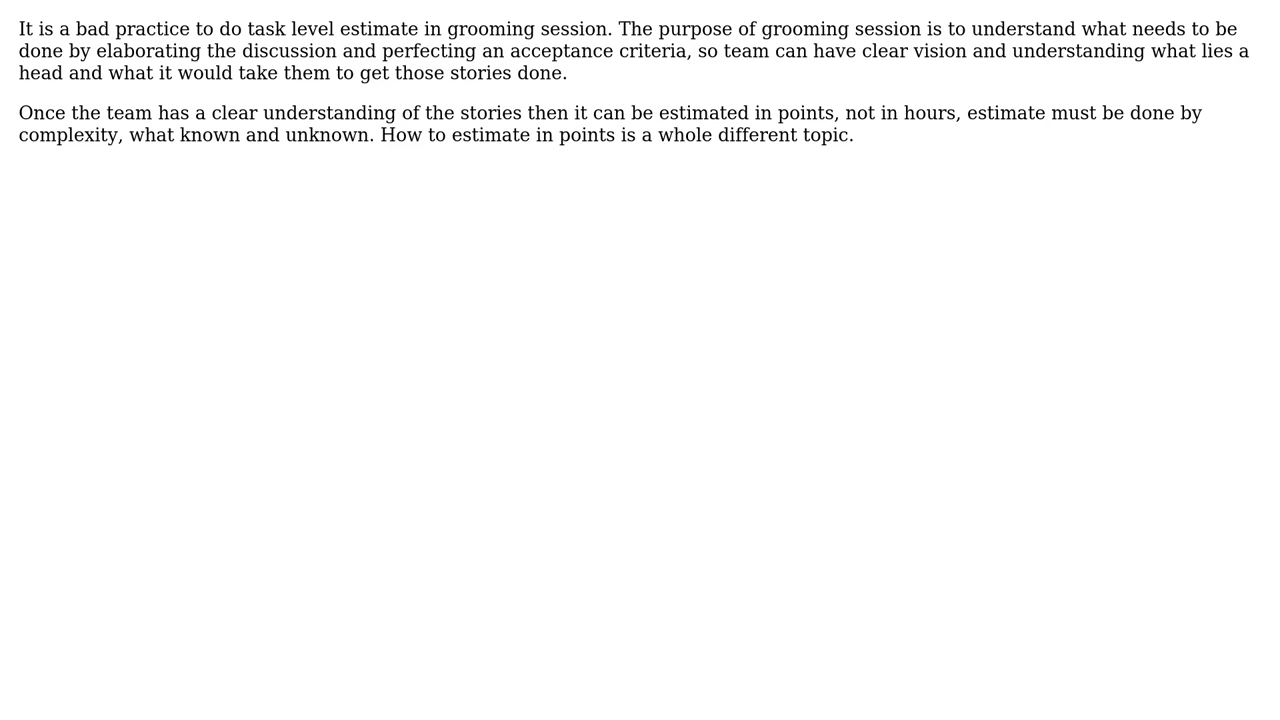 It is a bad practice to do task level estimate in grooming session. The purpose of grooming session is to understand what needs to be
done by elaborating the discussion and perfecting an acceptance criteria, so team can have clear vision and understanding what lies a
head and what it would take them to get those stories done.
Once the team has a clear understanding of the stories then it can be estimated in points, not in hours, estimate must be done by
complexity, what known and unknown. How to estimate in points is a whole different topic.